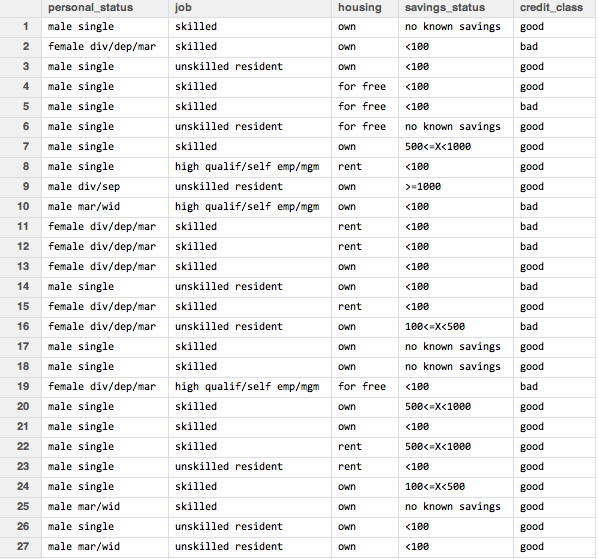 personal_status job housing savings_status credit_class
1 male single skilled own no known savings good
2 female div/dep/mar skilled own <100 bad
3 male single unskilled resident own <100 good
4 male single skilled for free <100 good
5 male single skilled for free <100 bad
6 male single unskilled resident for free no known savings good
7 male single skilled own 500<=X<1000 good
8 male single high qualif/self emp/mgm rent <100 good
9 male div/sep unskilled resident own >=1000 good
10 male mar/wid high qualif/self emp/mgm own <100 bad
11 female div/dep/mar skilled rent <100 bad
12 female div/dep/mar skilled rent <100 bad
13 female div/dep/mar skilled own <100 good
14 male single unskilled resident own <100 bad
15 female div/dep/mar skilled rent <100 good
16 female div/dep/mar unskilled resident own 100<=X<500 bad
17 male single skilled own no known savings good
18 male single skilled own no known savings good
19 female div/dep/mar high qualif/self emp/mgm for free <100 bad
20 male single skilled own 500<=X<1000 good
21 male single skilled own <100 good
22 male single skilled rent 500<=X<1000 good
23 male single unskilled resident rent <100 good
24 male single skilled own 100<=X<500 good
25 male mar/wid skilled own no known savings good
26 male single unskilled resident own <100 good
27 male mar/wid unskilled resident own <100 good